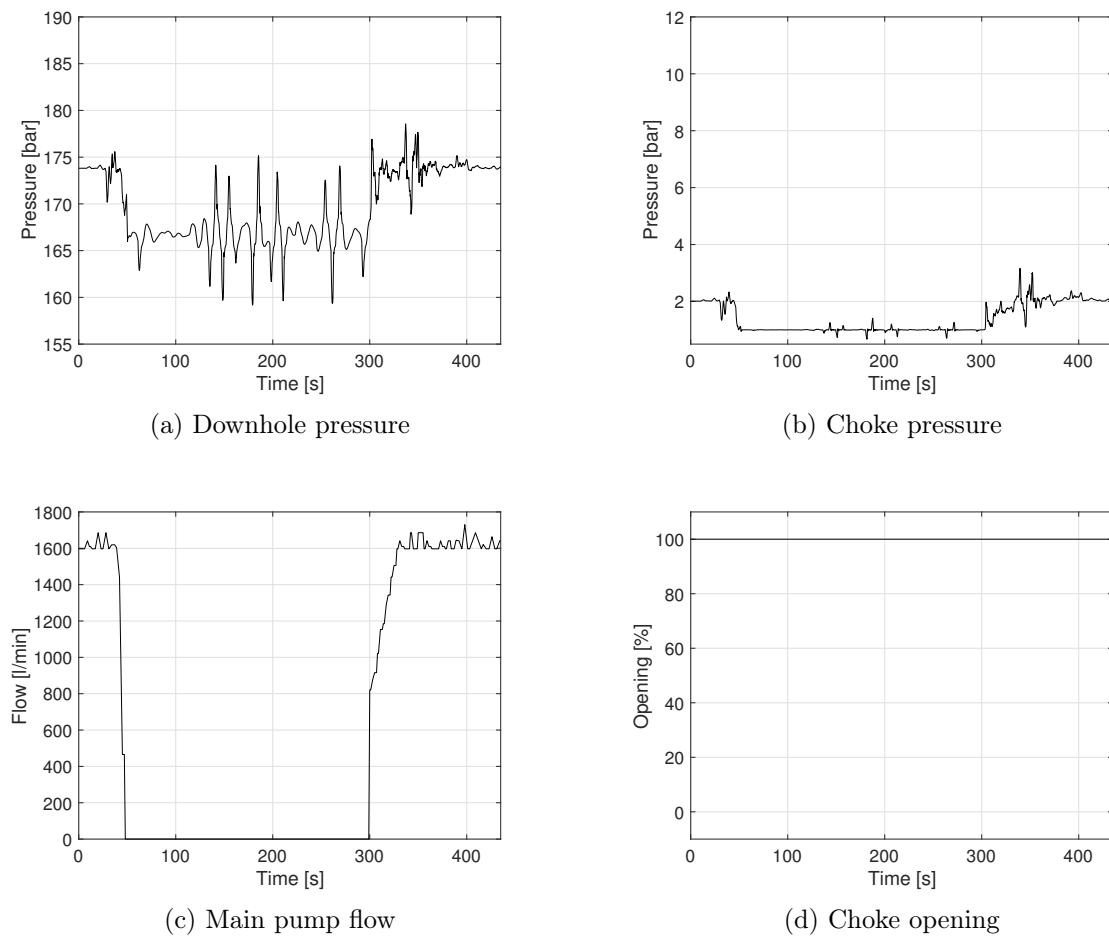 190
185
180
175
170
165
160
155
Pressure [bar]
0 100 200 300 400
Time [s]
(a) Downhole pressure
12
10
8
6
4
2
Pressure [bar]
0 100 200 300 400
Time [s]
(b) Choke pressure
1800
1600
1400
1200
1000
800
600
400
200
0
Flow [l/min]
0 100 200 300 400
Time [s]
(c) Main pump flow
100
80
60
40
20
0
Opening [%]
0 100 200 300 400
Time [s]
(d) Choke opening